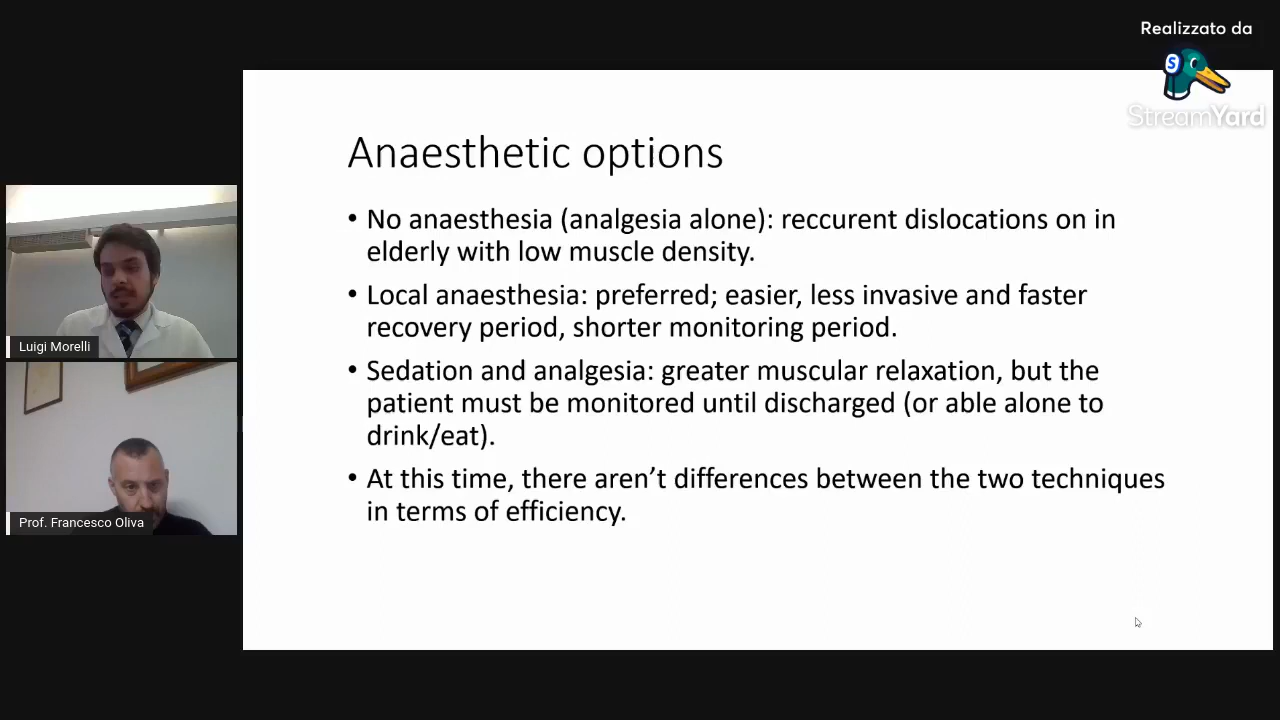 Realizzato da
StreamYard
Anaesthetic options
• No anaesthesia (analgesia alone): reccurent dislocations on in
elderly with low muscle density.
• Local anaesthesia: preferred; easier, less invasive and faster
recovery period, shorter monitoring period.
• Sedation and analgesia: greater muscular relaxation, but the
patient must be monitored until discharged (or able alone to
drink/eat).
• At this time, there aren’t differences between the two techniques
in terms of efficiency.
Luigi Morelli
Prof. Francesco Oliva